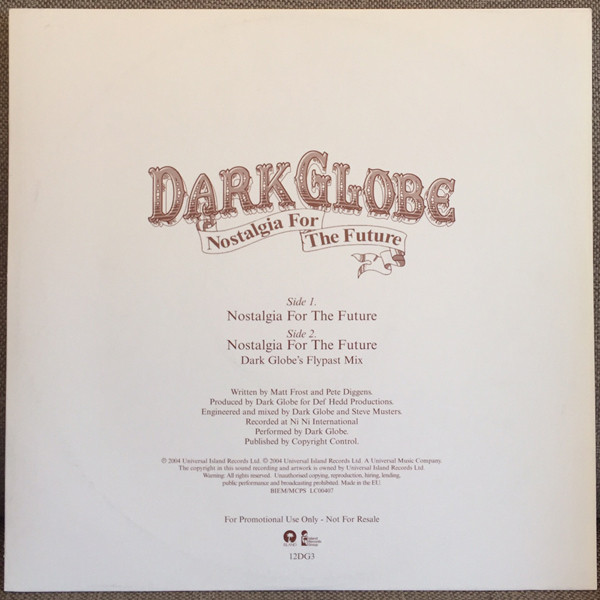 DARK GLOBE
Nostalgia For
The Future
Side 1.
Nostalgia For The Future
Side 2.
Nostalgia For The Future
Dark Globe's Flypast Mix
Written by Matt Frost and Pete Diggens.
Produced by Dark Globe for Def Hedd Productions.
Engineered and mixed by Dark Globe and Steve Musters.
Recorded at Ni Ni International
Performed by Dark Globe.
Published by Copyright Control.
℗ 2004 Universal Island Records Ltd. © 2004 Universal Island Records Ltd. A Universal Music Company.
The copyright in this sound recording and artwork is owned by Universal Island Records Ltd.
Warning: All rights reserved. Unauthorised copying, reproduction, hiring, lending,
public performance and broadcasting prohibited. Made in the EU
BIEM/MCPS LC00407
For Promotional Use Only - Not For Resale
ISLAND
Island
Records
Group
12DG3